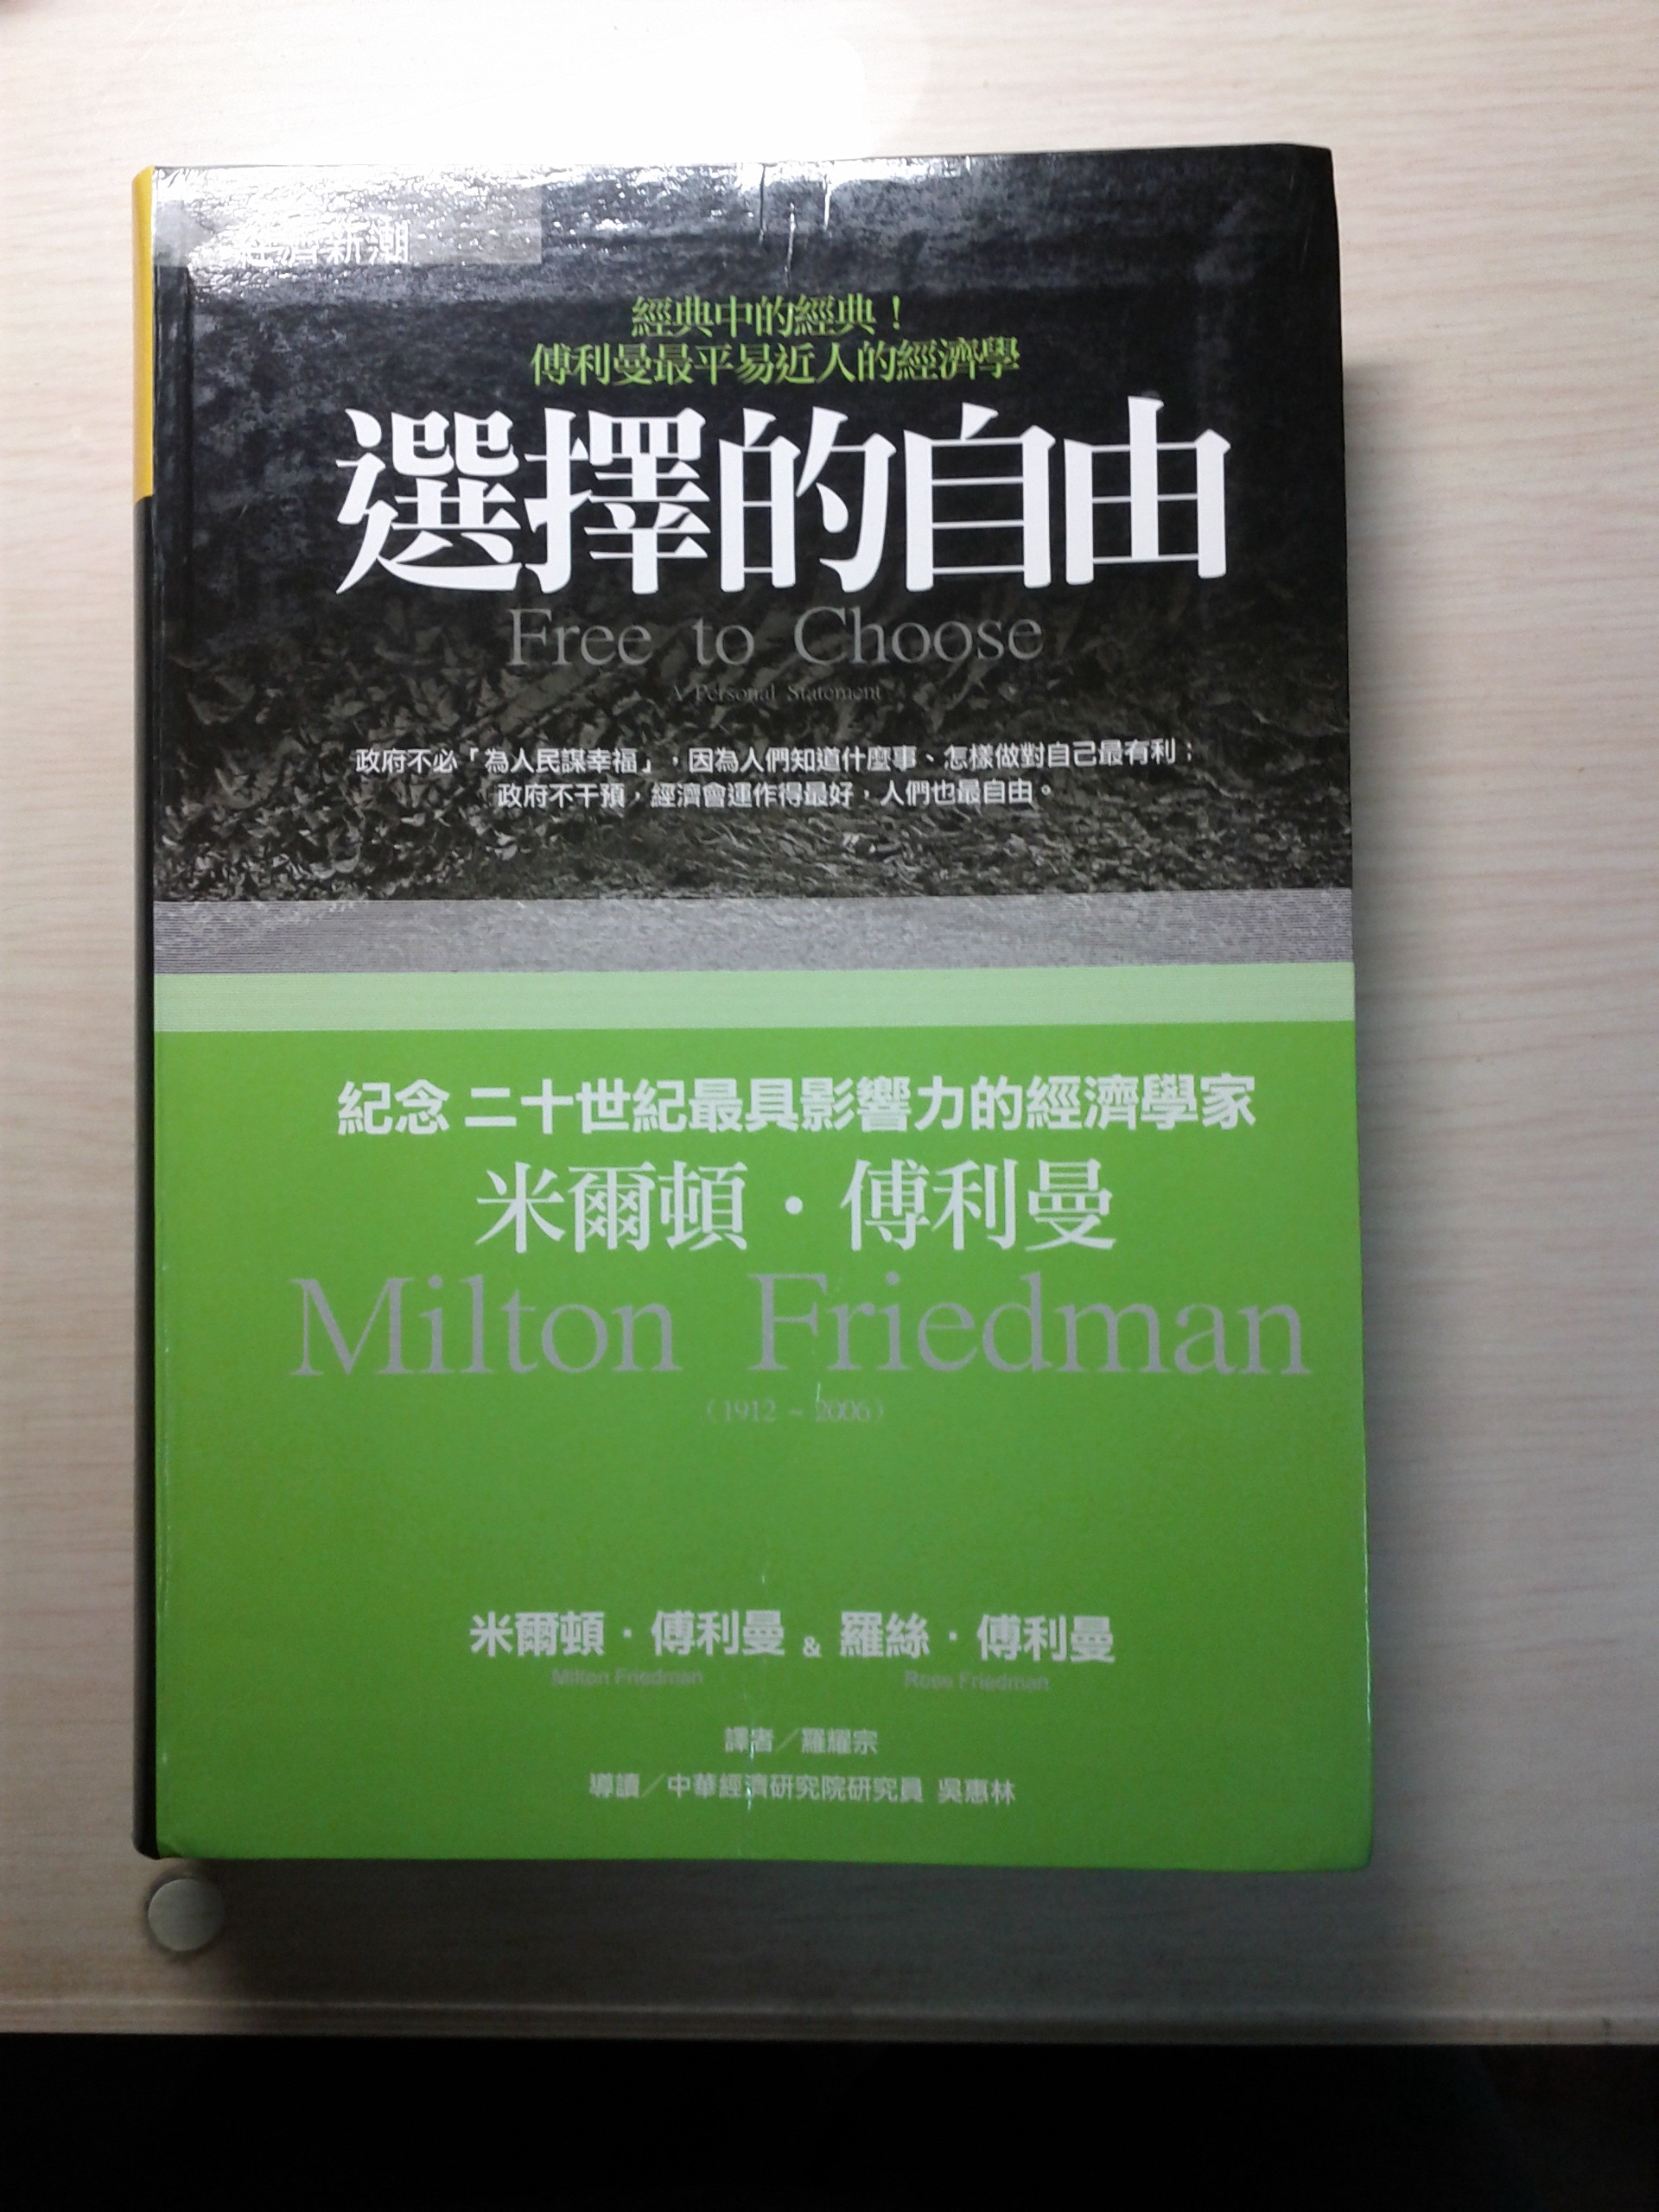 經濟新潮
經典中的經典！
傅利曼最平易近人的經濟學
選擇的自由
Free to Choose
A Personal Statement
政府不必「為人民謀幸福」，因為人們知道什麼事、怎樣做對自己最有利；
政府不干預，經濟會運作得最好，人們也最自由。
紀念 二十世紀最具影響力的經濟學家
米爾頓・傅利曼
Milton Friedman
（1912 - 2006）
米爾頓・傅利曼 & 羅絲・傅利曼
Milton Friedman Rose Friedman
譯者／羅耀宗
導讀／中華經濟研究院研究員 吳惠林